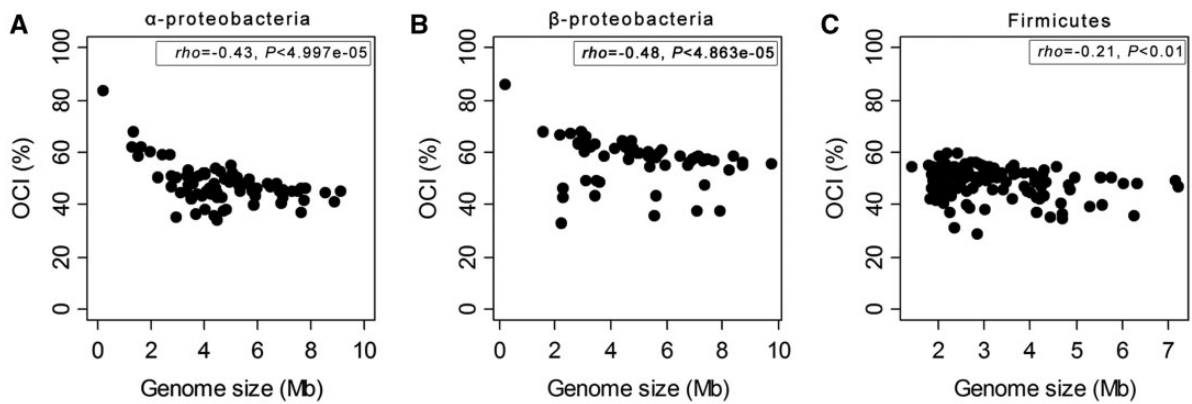 A
α-proteobacteria
rho=-0.43, P<4.997e-05
OCI (%)
100
80
60
40
20
0
0 2 4 6 8 10
Genome size (Mb)
B
β-proteobacteria
rho=-0.48, P<4.863e-05
OCI (%)
100
80
60
40
20
0
0 2 4 6 8 10
Genome size (Mb)
C
Firmicutes
rho=-0.21, P<0.01
OCI (%)
100
80
60
40
20
0
2 3 4 5 6 7
Genome size (Mb)